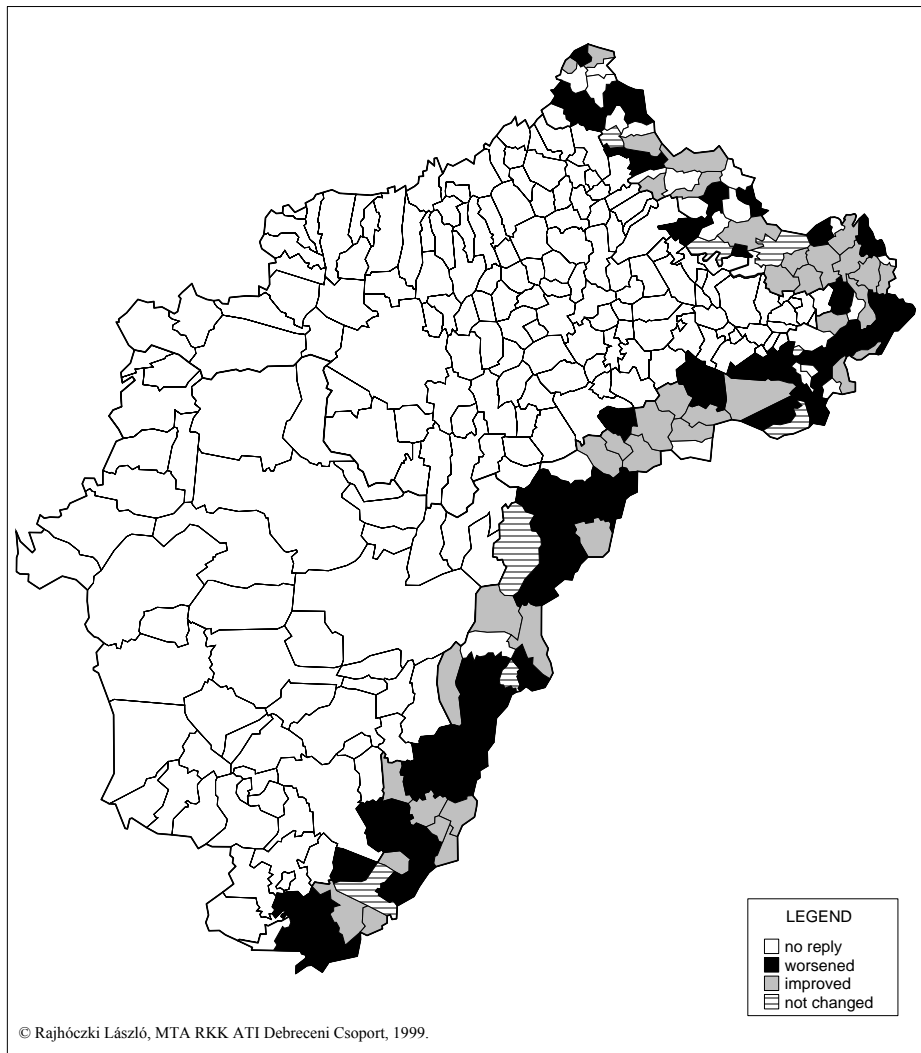 LEGEND
no reply
worsened
improved
not changed
© Rajhóczki László, MTA RKK ATI Debreceni Csoport, 1999.